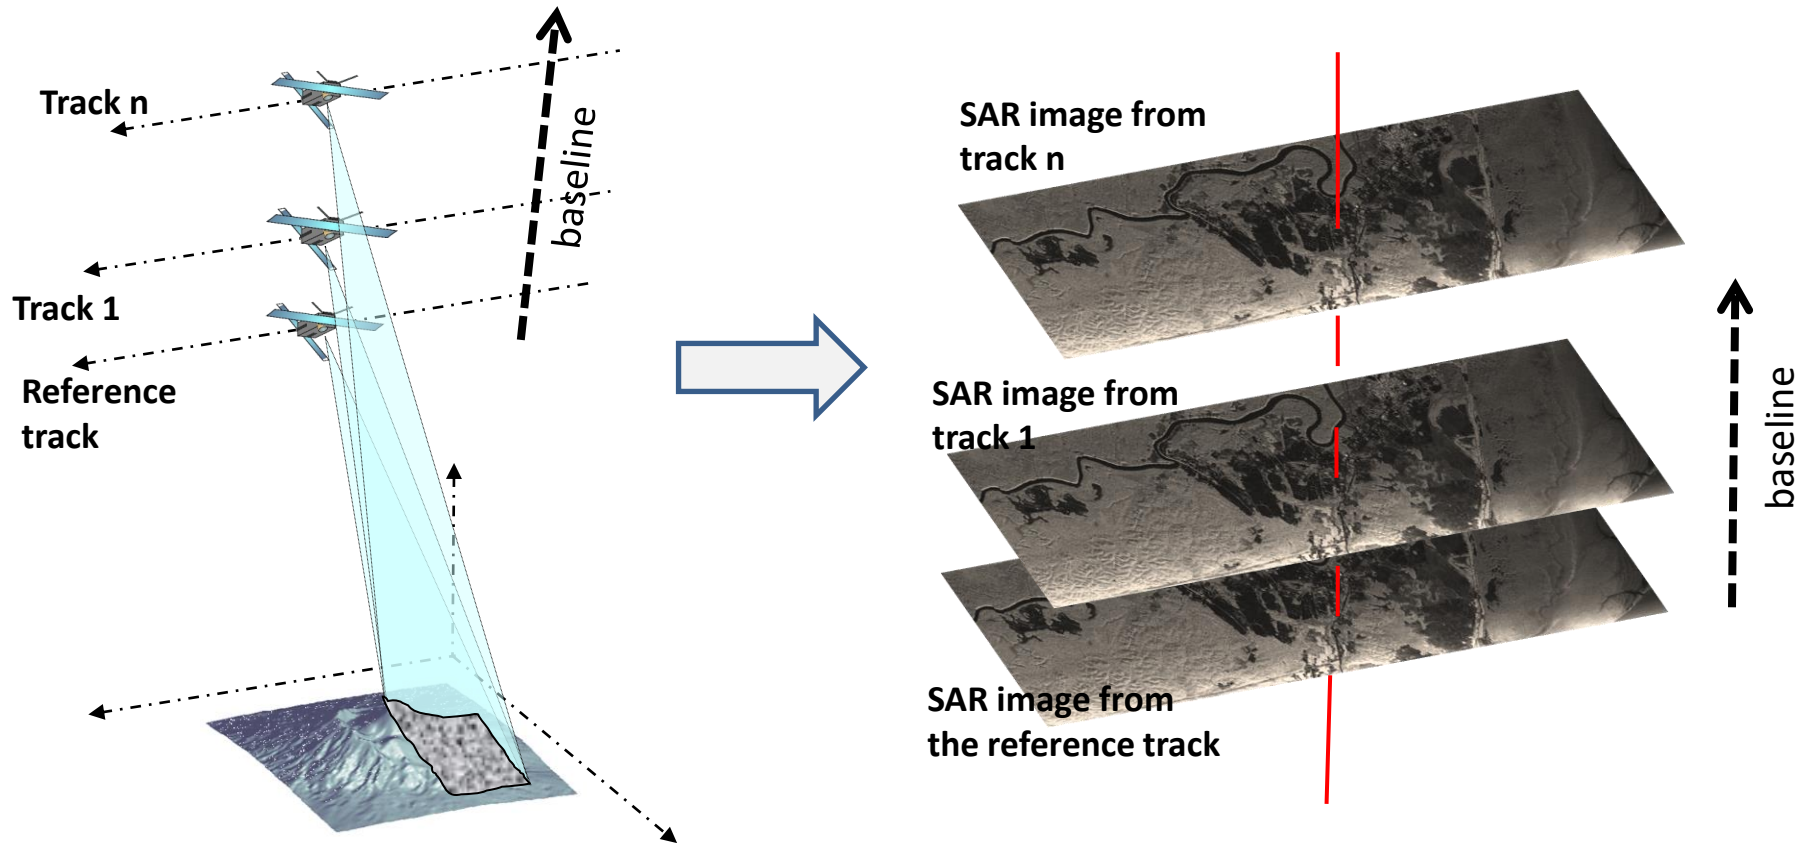 Track n
baseline
Track 1
Reference
track
SAR image from
track n
SAR image from
track 1
baseline
SAR image from
the reference track